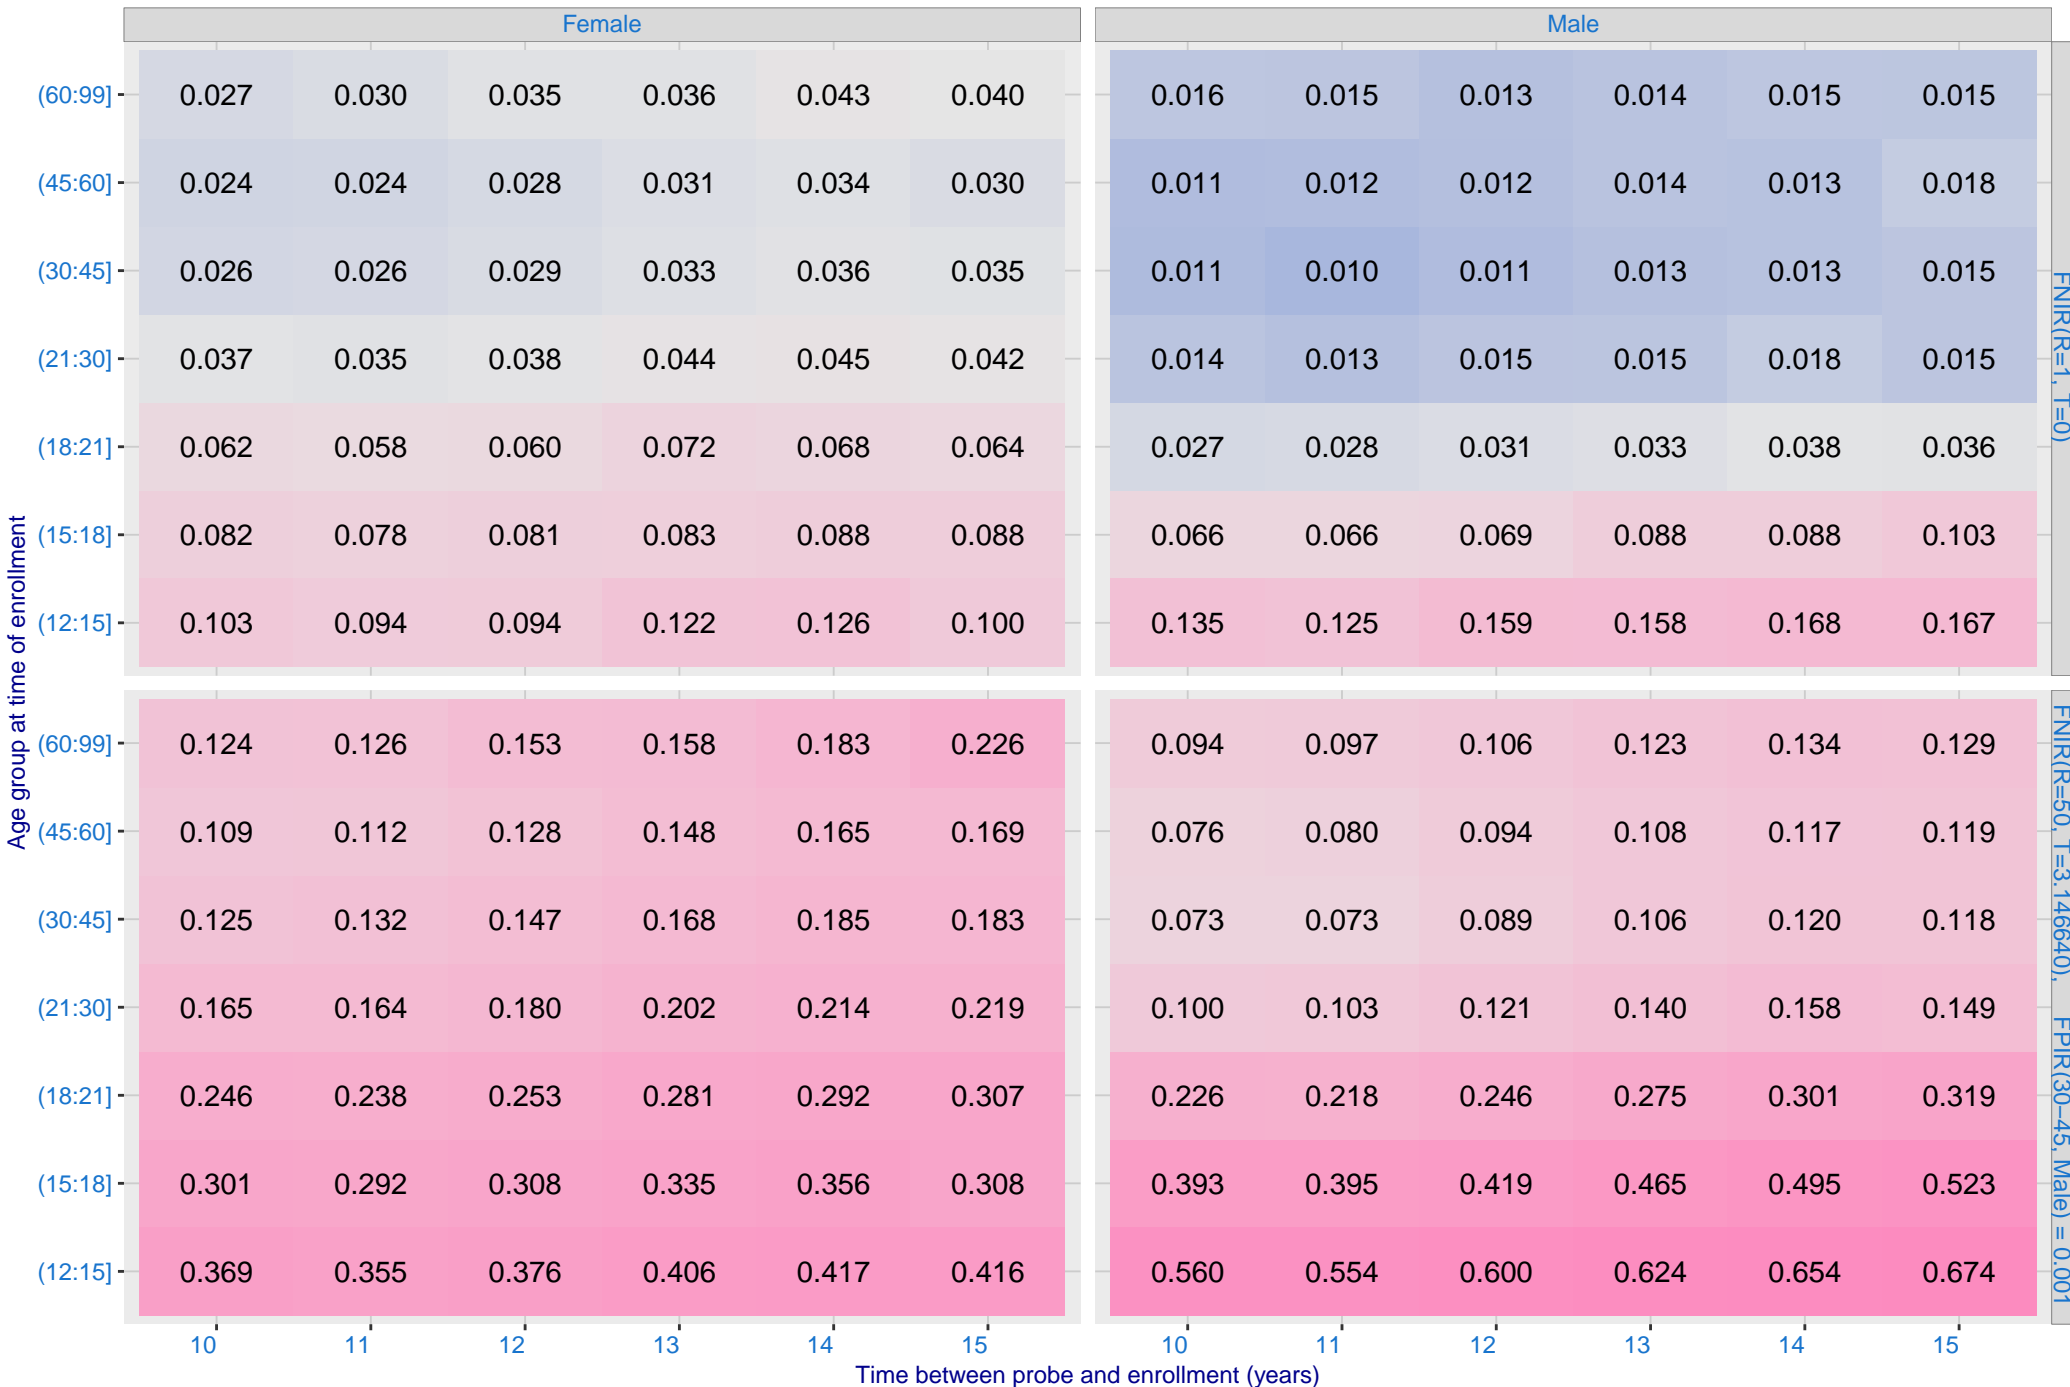 Female Male
(60:99] 0.027 0.030 0.035 0.036 0.043 0.040 0.016 0.015 0.013 0.014 0.015 0.015
(45:60] 0.024 0.024 0.028 0.031 0.034 0.030 0.011 0.012 0.012 0.014 0.013 0.018
(30:45] 0.026 0.026 0.029 0.033 0.036 0.035 0.011 0.010 0.011 0.013 0.013 0.015
(21:30] 0.037 0.035 0.038 0.044 0.045 0.042 0.014 0.013 0.015 0.015 0.018 0.015
(18:21] 0.062 0.058 0.060 0.072 0.068 0.064 0.027 0.028 0.031 0.033 0.038 0.036
(15:18] 0.082 0.078 0.081 0.083 0.088 0.088 0.066 0.066 0.069 0.088 0.088 0.103
(12:15] 0.103 0.094 0.094 0.122 0.126 0.100 0.135 0.125 0.159 0.158 0.168 0.167
FNIR(R=1, T=0)
Age group at time of enrollment
(60:99] 0.124 0.126 0.153 0.158 0.183 0.226 0.094 0.097 0.106 0.123 0.134 0.129
(45:60] 0.109 0.112 0.128 0.148 0.165 0.169 0.076 0.080 0.094 0.108 0.117 0.119
(30:45] 0.125 0.132 0.147 0.168 0.185 0.183 0.073 0.073 0.089 0.106 0.120 0.118
(21:30] 0.165 0.164 0.180 0.202 0.214 0.219 0.100 0.103 0.121 0.140 0.158 0.149
(18:21] 0.246 0.238 0.253 0.281 0.292 0.307 0.226 0.218 0.246 0.275 0.301 0.319
(15:18] 0.301 0.292 0.308 0.335 0.356 0.308 0.393 0.395 0.419 0.465 0.495 0.523
(12:15] 0.369 0.355 0.376 0.406 0.417 0.416 0.560 0.554 0.600 0.624 0.654 0.674
FNIR(R=50, T=3.146640), FPIR(30−45, Male) = 0.001
10 11 12 13 14 15 10 11 12 13 14 15
Time between probe and enrollment (years)